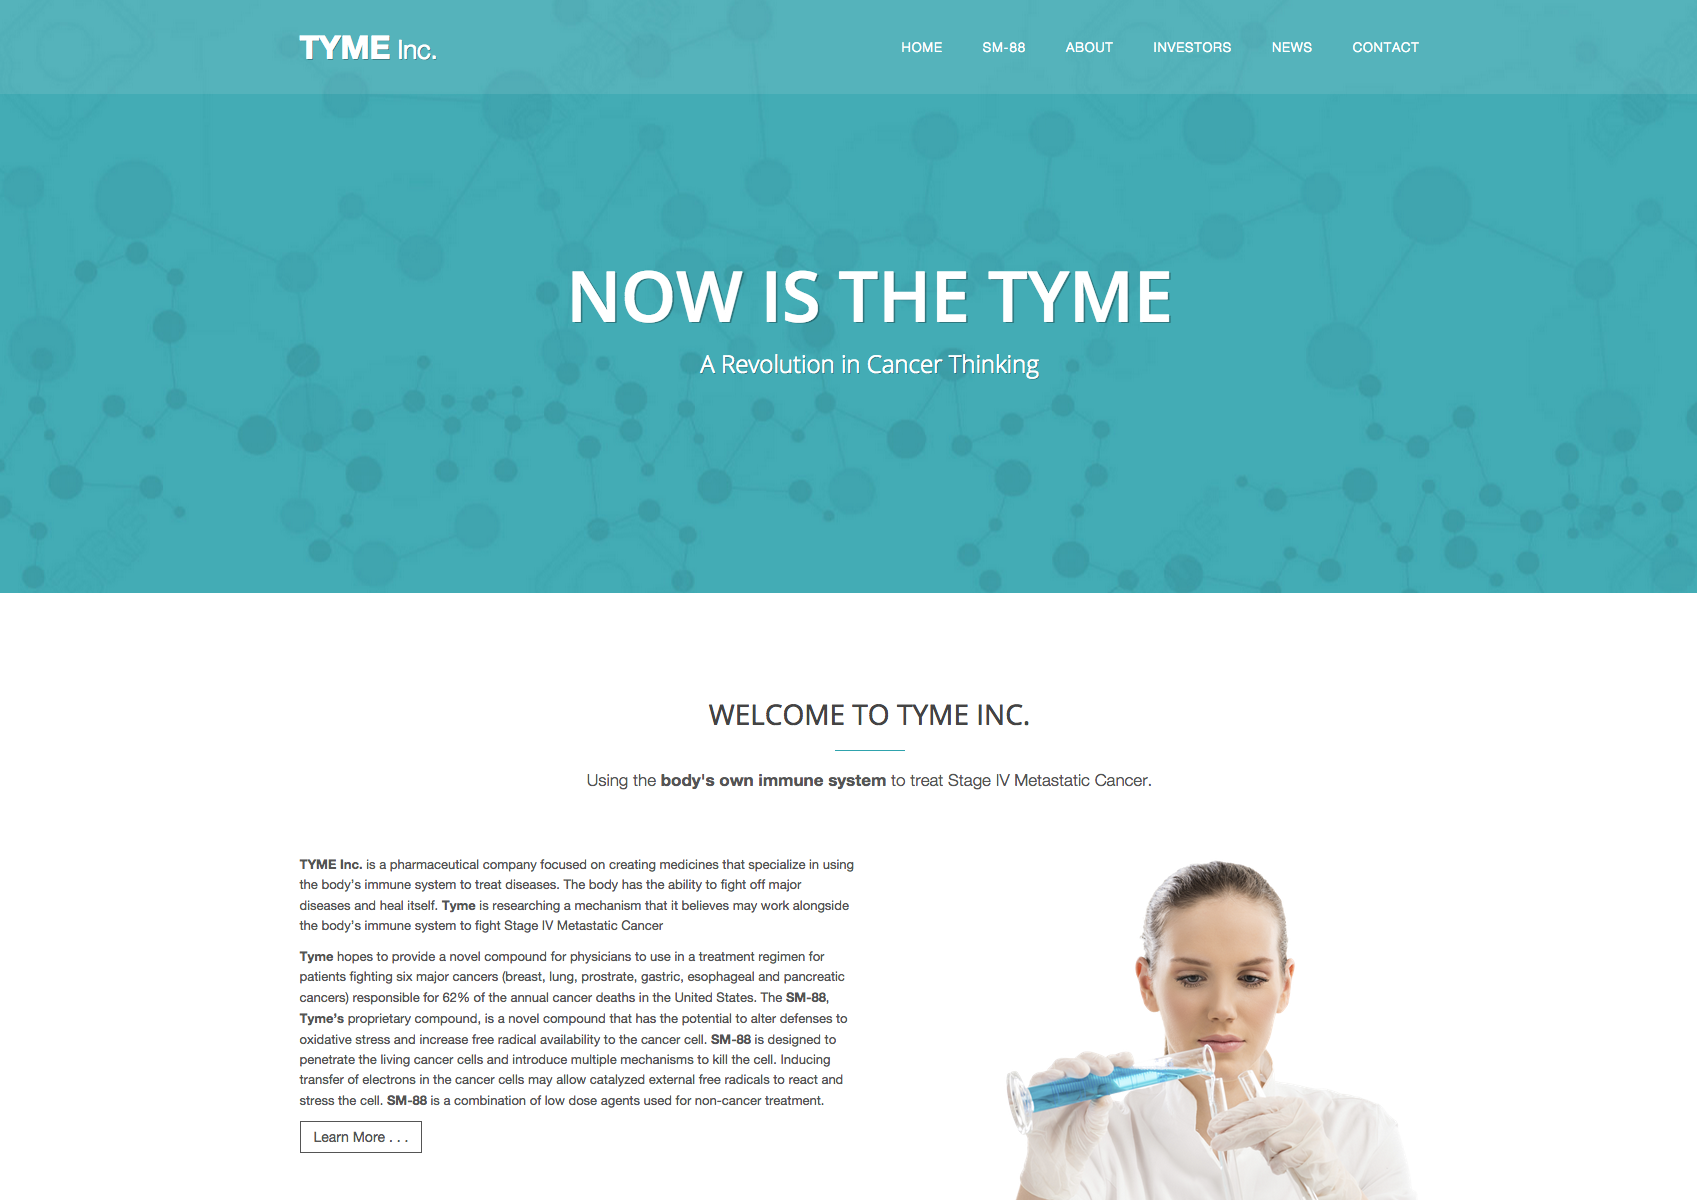 TYME Inc.
HOME SM-88 ABOUT INVESTORS NEWS CONTACT
NOW IS THE TYME
A Revolution in Cancer Thinking
WELCOME TO TYME INC.
Using the body's own immune system to treat Stage IV Metastatic Cancer.
TYME Inc. is a pharmaceutical company focused on creating medicines that specialize in using
the body's immune system to treat diseases. The body has the ability to fight off major
diseases and heal itself. Tyme is researching a mechanism that it believes may work alongside
the body's immune system to fight Stage IV Metastatic Cancer
Tyme hopes to provide a novel compound for physicians to use in a treatment regimen for
patients fighting six major cancers (breast, lung, prostrate, gastric, esophageal and pancreatic
cancers) responsible for 62% of the annual cancer deaths in the United States. The SM-88,
Tyme's proprietary compound, is a novel compound that has the potential to alter defenses to
oxidative stress and increase free radical availability to the cancer cell. SM-88 is designed to
penetrate the living cancer cells and introduce multiple mechanisms to kill the cell. Inducing
transfer of electrons in the cancer cells may allow catalyzed external free radicals to react and
stress the cell. SM-88 is a combination of low dose agents used for non-cancer treatment.
Learn More . . .